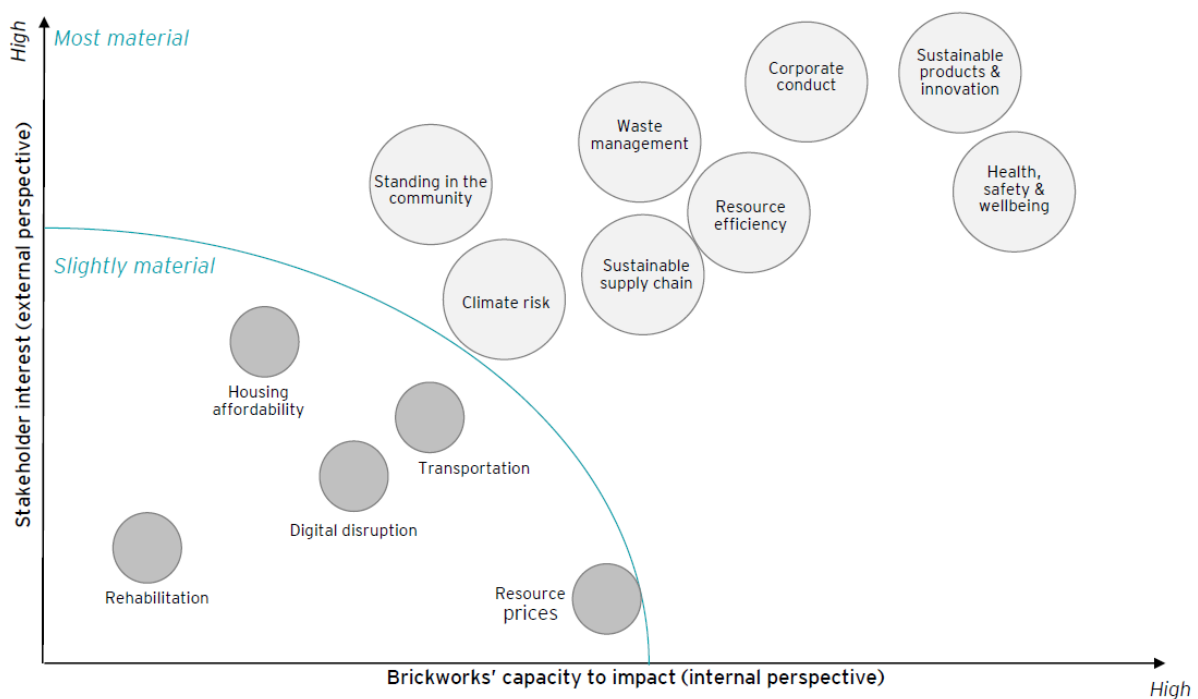 High
Most material
Stakeholder interest (external perspective)
Sustainable
products &
innovation
Corporate
conduct
Waste
management
Standing in the
community
Health,
safety &
wellbeing
Resource
efficiency
Slightly material
Sustainable
supply chain
Climate risk
Housing
affordability
Transportation
Digital disruption
Rehabilitation
Resource
prices
Brickworks' capacity to impact (internal perspective)
High